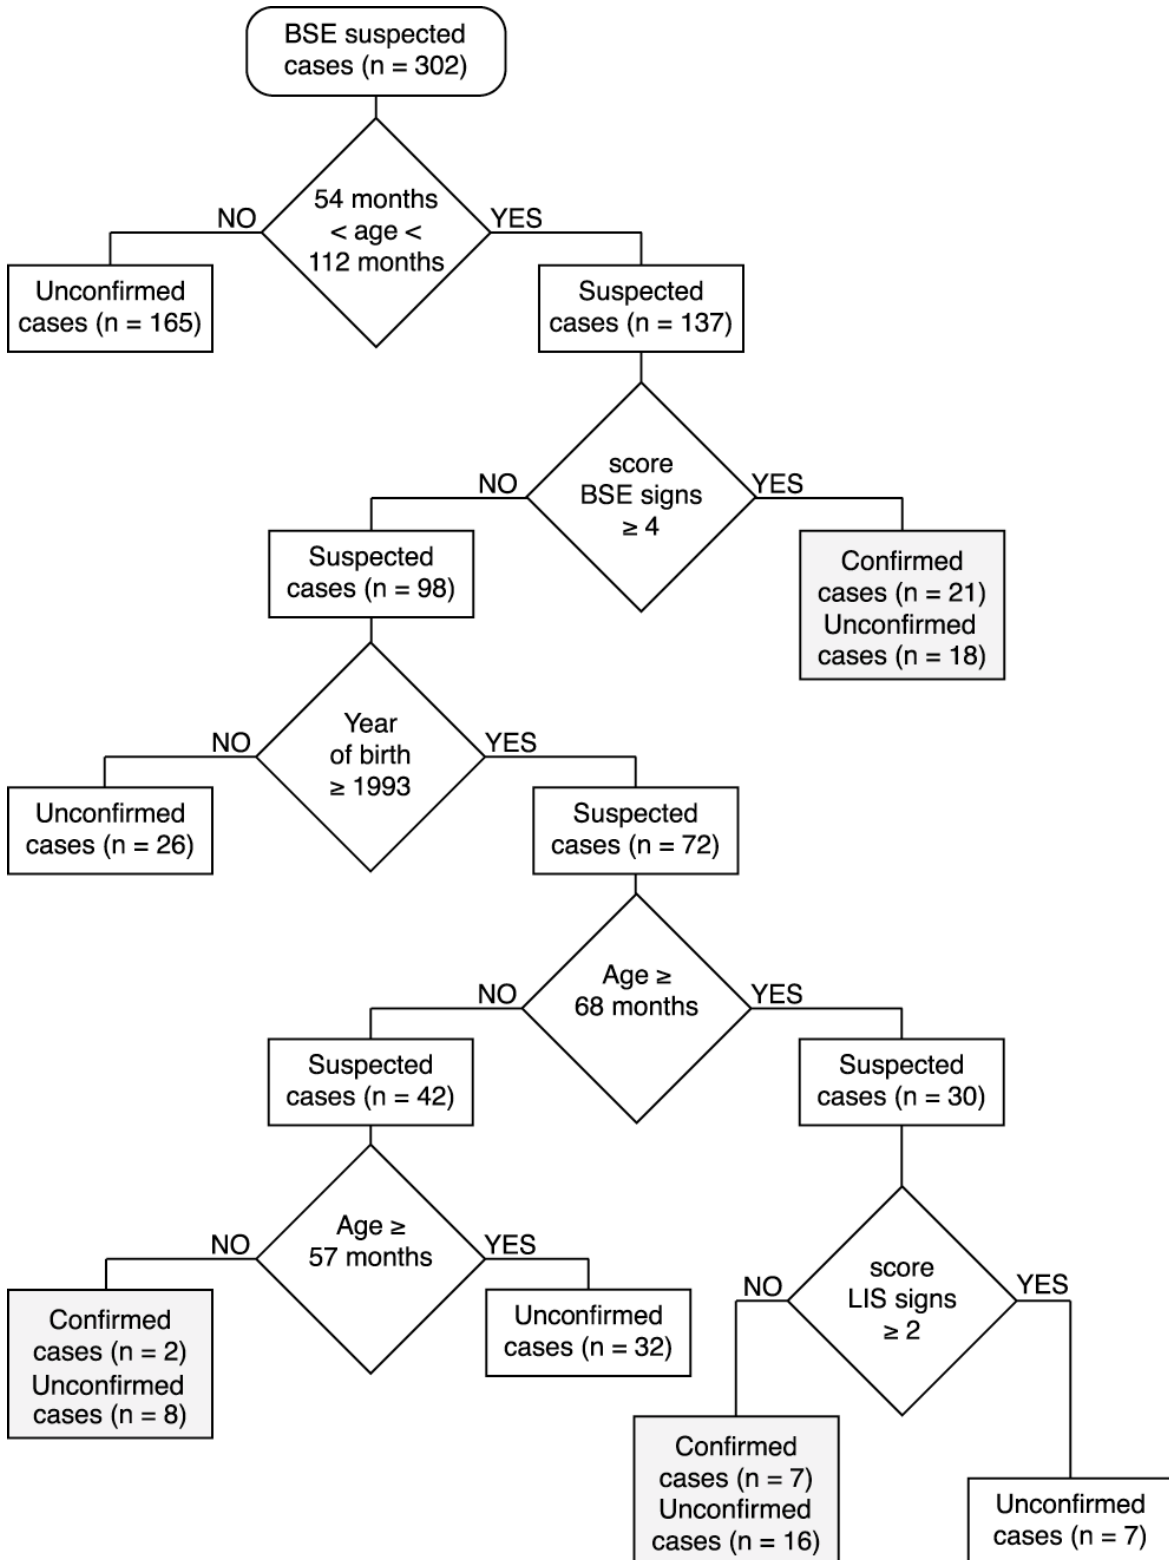 BSE suspected
cases (n = 302)
54 months
< age <
112 months
NO
YES
Unconfirmed
cases (n = 165)
Suspected
cases (n = 137)
score
BSE signs
≥ 4
NO
YES
Suspected
cases (n = 98)
Confirmed
cases (n = 21)
Unconfirmed
cases (n = 18)
Year
of birth
≥ 1993
NO
YES
Unconfirmed
cases (n = 26)
Suspected
cases (n = 72)
Age ≥
68 months
NO
YES
Suspected
cases (n = 42)
Suspected
cases (n = 30)
Age ≥
57 months
NO
YES
Confirmed
cases (n = 2)
Unconfirmed
cases (n = 8)
Unconfirmed
cases (n = 32)
score
LIS signs
≥ 2
NO
YES
Confirmed
cases (n = 7)
Unconfirmed
cases (n = 16)
Unconfirmed
cases (n = 7)